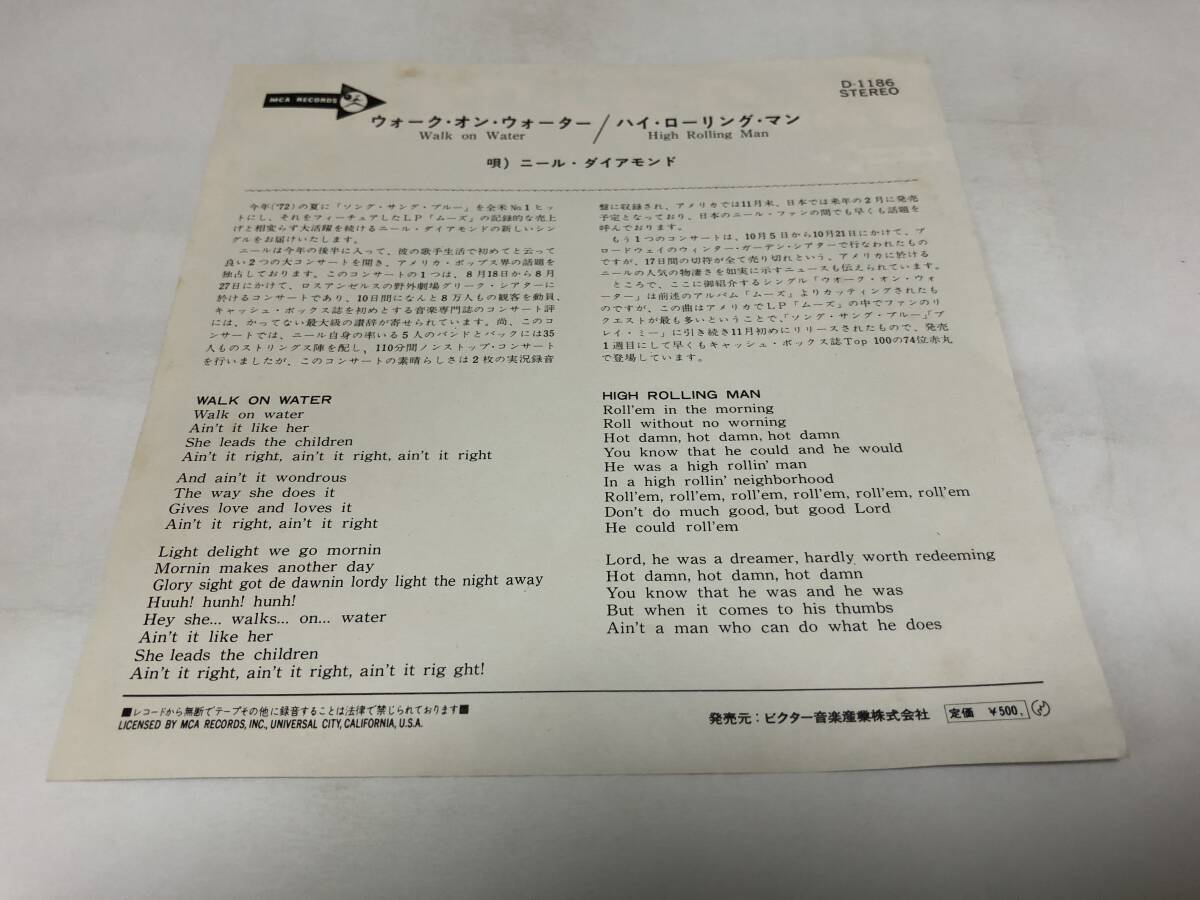 MCA RECORDS
D-1186
STEREO
ウォーク・オン・ウォーター／ハイ・ローリング・マン
Walk on Water
High Rolling Man
唄）ニール・ダイアモンド
今年('72)の夏に「ソング・サング・ブルー」を全米No.1ヒッ
トにし、それをフィーチュアしたLP「ムーズ」の記録的な売上
げと相変らず大活躍を続けるニール・ダイアモンドの新しいシン
グルをお届けいたします。
ニールは今年の後半に入って、彼の歌手生活で初めてと云って
良い2つの大コンサートを開き、アメリカ・ポップス界の話題を
独占しております。このコンサートの1つは、8月18日から8月
27日にかけて、ロスアンゼルスの野外劇場グリーク・シアターに
於けるコンサートであり、10日間になんと8万人もの観客を動員、
キャッシュ・ボックス誌を初めとする音楽専門誌のコンサート評
には、かってない最大級の讃辞が寄せられています。尚、このコ
ンサートでは、ニール自身の率いる5人のバンドとバックには35
人ものストリングス陣を配し、110分間ノンストップ・コンサート
を行いましたが、このコンサートの素晴らしさは2枚の実況録音
盤に収録され、アメリカでは11月末、日本では来年の2月に発売
予定となっており、日本のニール・ファンの間でも早くも話題を
呼んでおります。
もう1つのコンサートは、10月5日から10月21日にかけて、ブ
ロードウェイのウィンター・ガーデン・シアターで行なわれたもの
ですが、17日間の切符が全て売り切れという、アメリカに於ける
ニールの人気の物凄さを如実に示すニュースも伝えられています。
ところで、ここに御紹介するシングル「ウオーク・オン・ウォ
ーター」は前述のアルバム「ムーズ」よりカッティングされたも
のですが、この曲はアメリカでLP「ムーズ」の中でファンのリ
クエストが最も多いということで、「ソング・サング・ブルー」「プ
レイ・ミー」に引き続き11月初めにリリースされたもので、発売
1週目にして早くもキャッシュ・ボックス誌Top 100の74位赤丸
で登場しています。
WALK ON WATER
Walk on water
Ain't it like her
She leads the children
Ain't it right, ain't it right, ain't it right
And ain't it wondrous
The way she does it
Gives love and loves it
Ain't it right, ain't it right
Light delight we go mornin
Mornin makes another day
Glory sight got de dawnin lordy light the night away
Huuh! hunh! hunh!
Hey she... walks... on... water
Ain't it like her
She leads the children
Ain't it right, ain't it right, ain't it rig ght!
HIGH ROLLING MAN
Roll'em in the morning
Roll without no worning
Hot damn, hot damn, hot damn
You know that he could and he would
He was a high rollin' man
In a high rollin' neighborhood
Roll'em, roll'em, roll'em, roll'em, roll'em, roll'em
Don't do much good, but good Lord
He could roll'em
Lord, he was a dreamer, hardly worth redeeming
Hot damn, hot damn, hot damn
You know that he was and he was
But when it comes to his thumbs
Ain't a man who can do what he does
■レコードから無断でテープその他に録音することは法律で禁じられております■
LICENSED BY MCA RECORDS, INC., UNIVERSAL CITY, CALIFORNIA, U.S.A.
発売元：ビクター音楽産業株式会社 定価 ￥500.